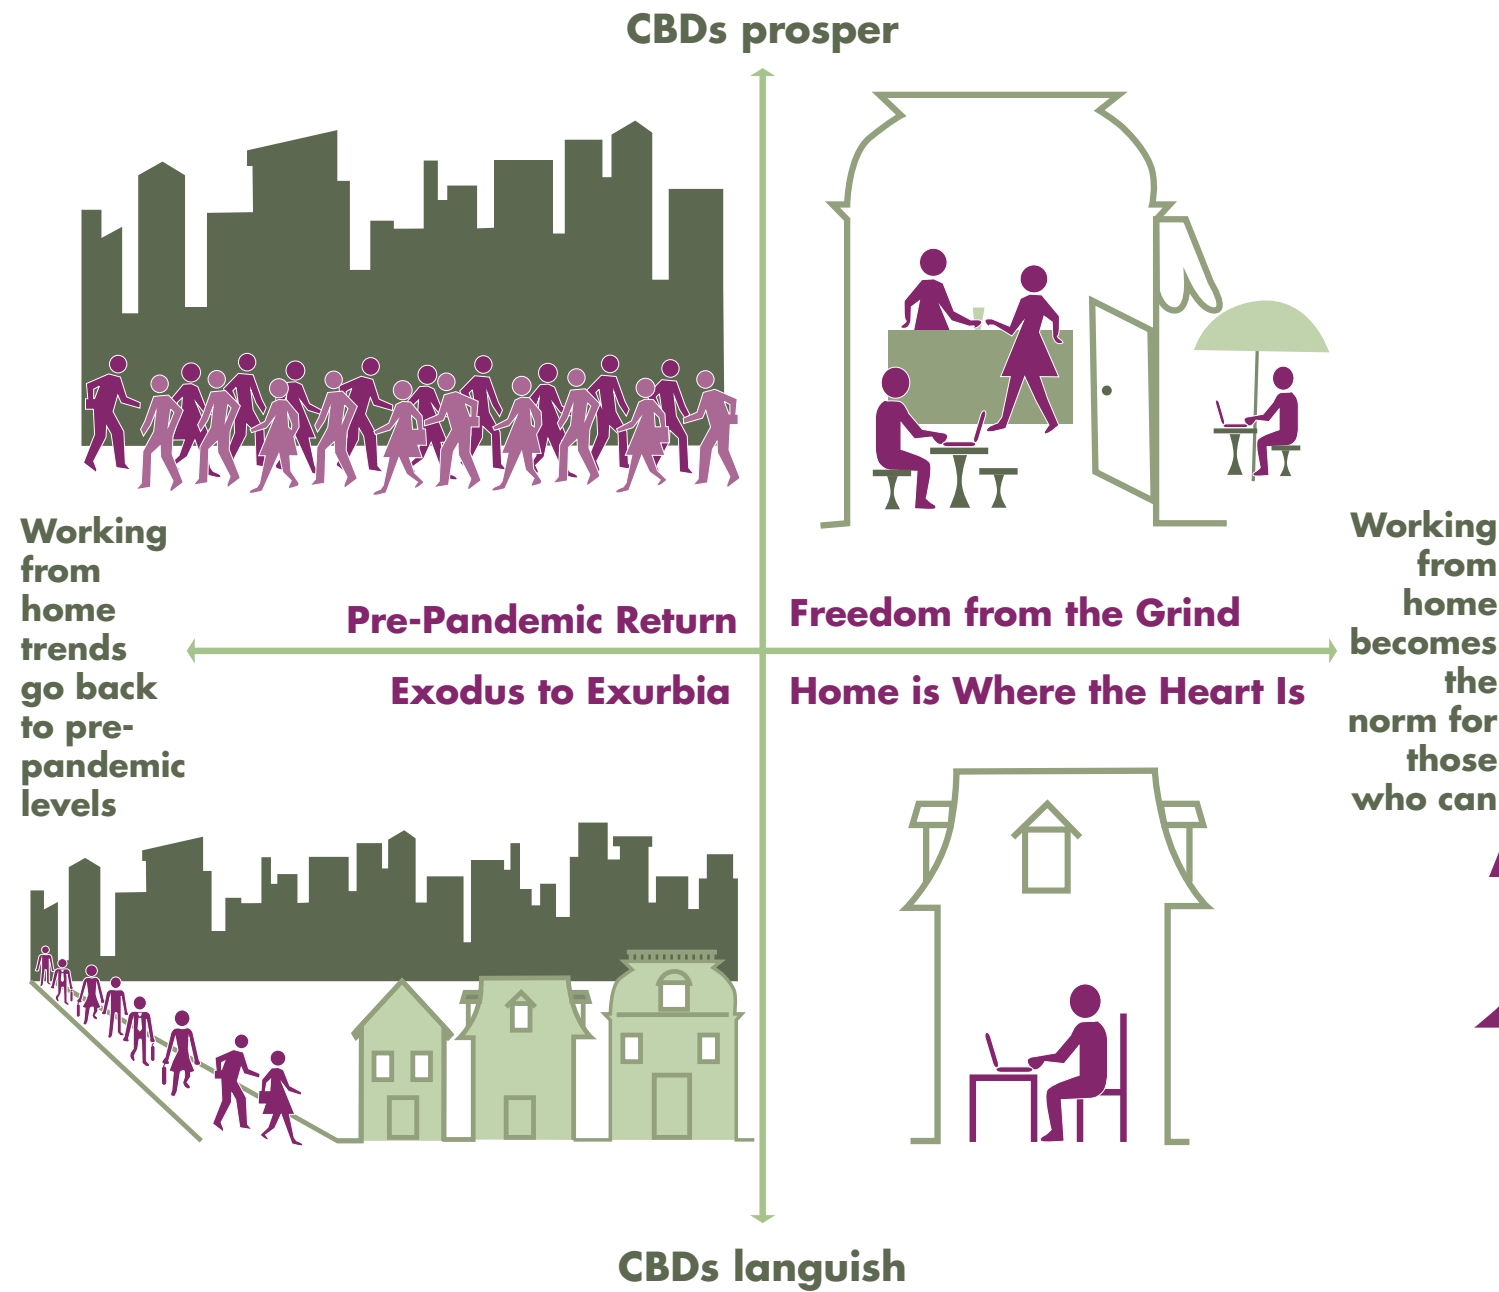 CBDs prosper
Working
from
home
trends
go back
to pre-
pandemic
levels
Pre-Pandemic Return
Freedom from the Grind
Exodus to Exurbia
Home is Where the Heart Is
Working
from
home
becomes
the
norm for
those
who can
CBDs languish